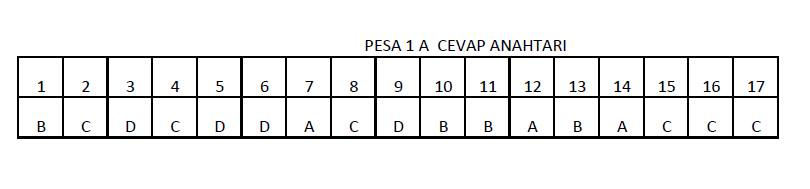 PESA 1 A CEVAP ANAHTARI
1 2 3 4 5 6 7 8 9 10 11 12 13 14 15 16 17
B C D C D D A C D B B A B A C C C